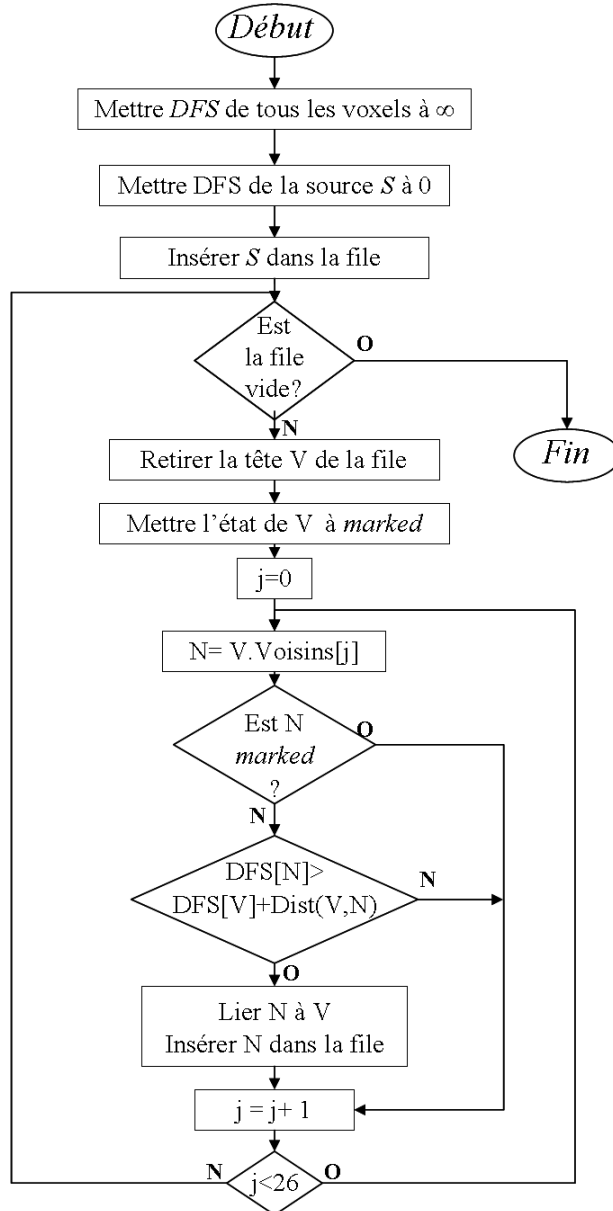 Début
Mettre DFS de tous les voxels à ∞
Mettre DFS de la source S à 0
Insérer S dans la file
Est
la file
vide?
O
N
Fin
Retirer la tête V de la file
Mettre l'état de V à marked
j=0
N= V.Voisins[j]
Est N
marked
?
O
N
DFS[N]>
DFS[V]+Dist(V,N)
N
O
Lier N à V
Insérer N dans la file
j = j+ 1
N
j<26
O